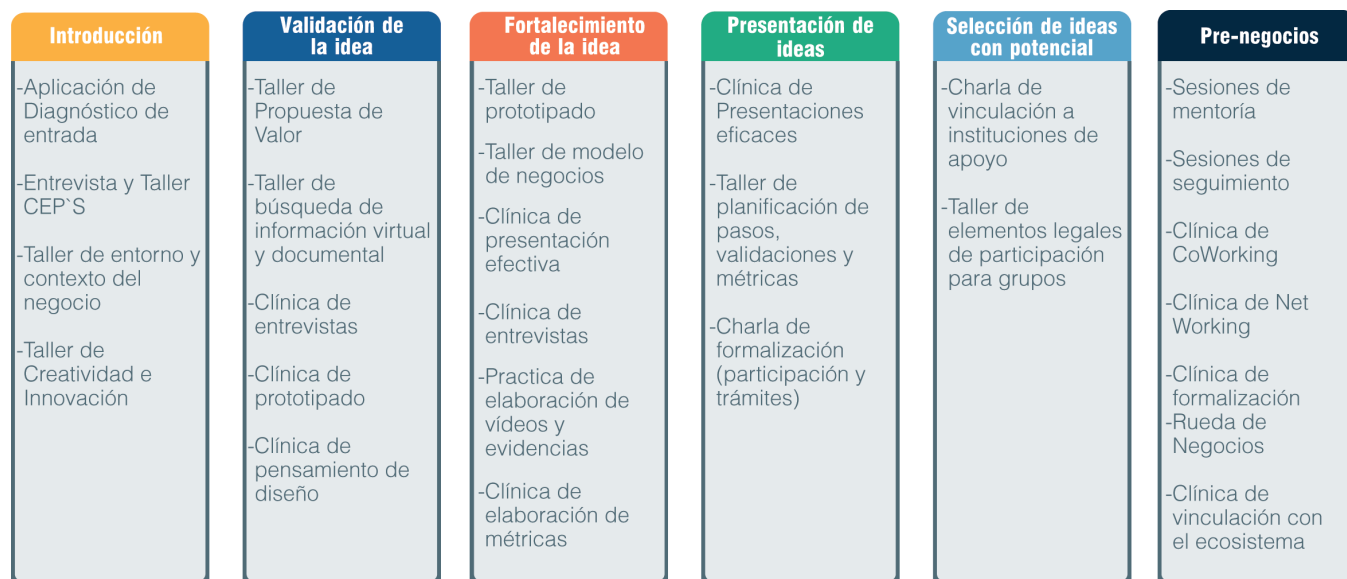 Introducción
-Aplicación de
Diagnóstico de
entrada
-Entrevista y Taller
CEP`S
-Taller de entorno y
contexto del
negocio
-Taller de
Creatividad e
Innovación
Validación de
la idea
-Taller de
Propuesta de
Valor
-Taller de
búsqueda de
información virtual
y documental
-Clínica de
entrevistas
-Clínica de
prototipado
-Clínica de
pensamiento de
diseño
Fortalecimiento
de la idea
-Taller de
prototipado
-Taller de modelo
de negocios
-Clínica de
presentación
efectiva
-Clínica de
entrevistas
-Practica de
elaboración de
vídeos y
evidencias
-Clínica de
elaboración de
métricas
Presentación de
ideas
-Clínica de
Presentaciones
eficaces
-Taller de
planificación de
pasos,
validaciones y
métricas
-Charla de
formalización
(participación y
trámites)
Selección de ideas
con potencial
-Charla de
vinculación a
instituciones de
apoyo
-Taller de
elementos legales
de participación
para grupos
Pre-negocios
-Sesiones de
mentoría
-Sesiones de
seguimiento
-Clínica de
CoWorking
-Clínica de Net
Working
-Clínica de
formalización
-Rueda de
Negocios
-Clínica de
vinculación con
el ecosistema